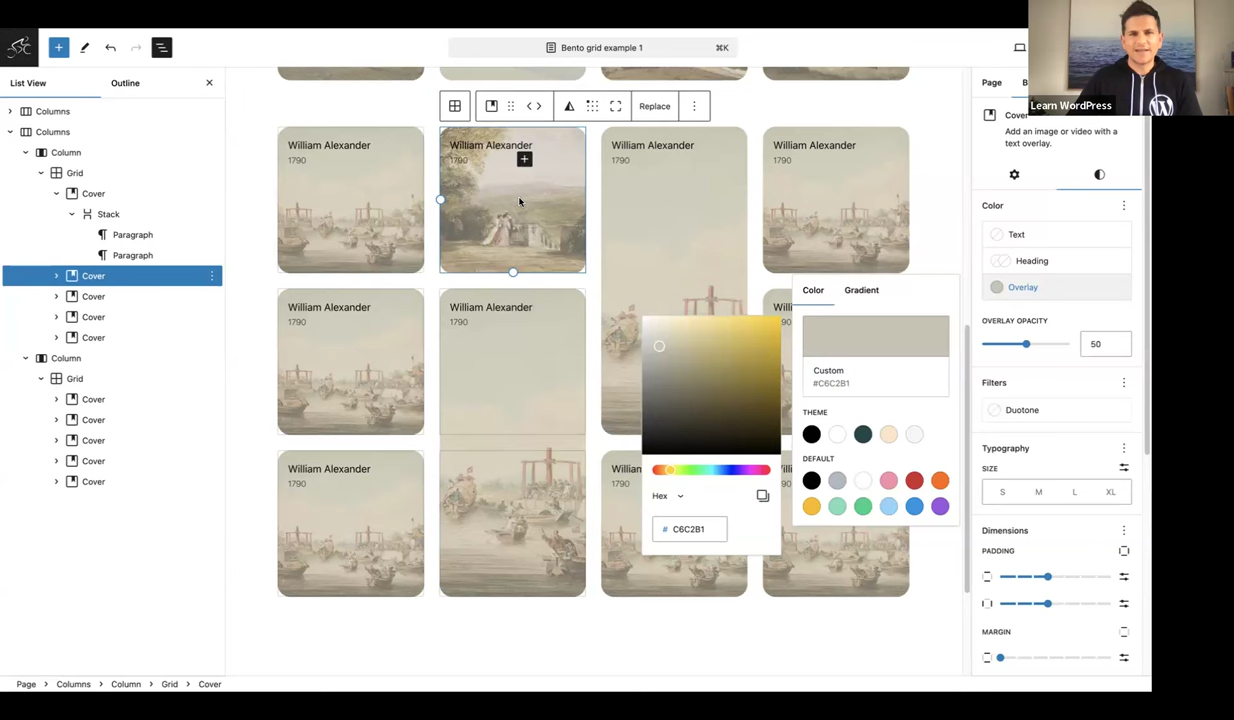 Bento grid example 1
⌘K
List View
Outline
Columns
Columns
Column
Grid
Cover
Stack
Paragraph
Paragraph
Cover
Cover
Cover
Cover
Column
Grid
Cover
Cover
Cover
Cover
Cover
Replace
William Alexander
1790
William Alexander
1790
William Alexander
1790
William Alexander
1790
William Alexander
1790
William Alexander
1790
William Alexander
1790
Hex
# C6C2B1
Color
Gradient
Custom
#C6C2B1
THEME
DEFAULT
Page
Learn WordPress
Cover
Add an image or video with a
text overlay.
Color
Text
Heading
Overlay
OVERLAY OPACITY
50
Filters
Duotone
Typography
SIZE
S
M
L
XL
Dimensions
PADDING
MARGIN
Page
Columns
Column
Grid
Cover